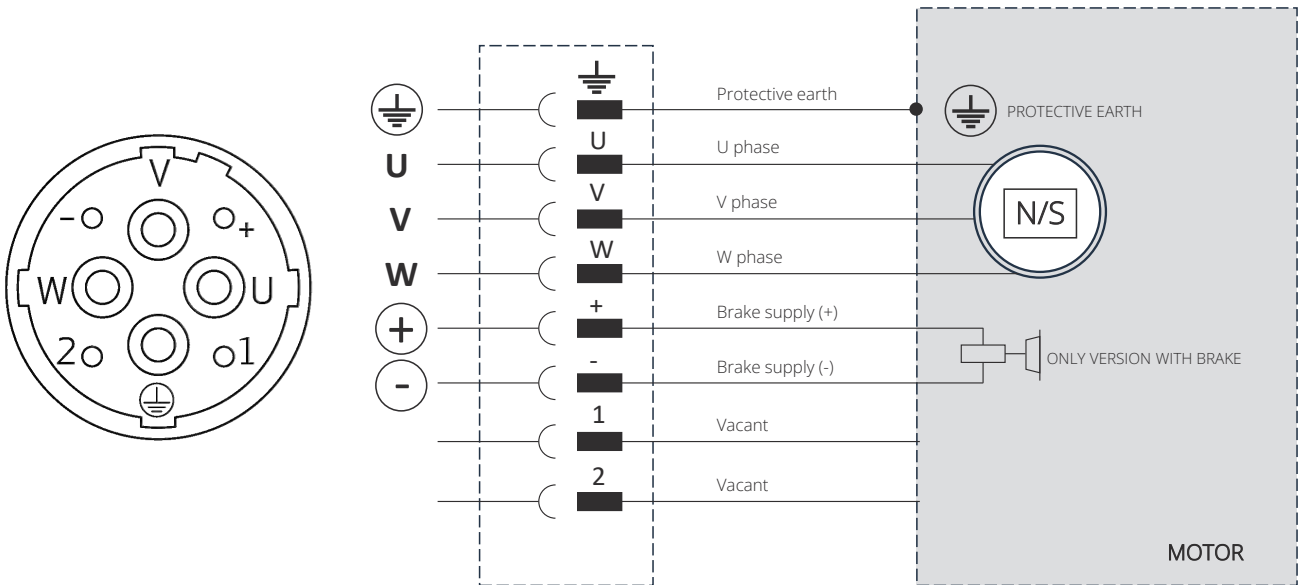 V
- +
W U
2 1
Protective earth
PROTECTIVE EARTH
U U U phase
V V V phase
N/S
W W W phase
+ + Brake supply (+)
- - Brake supply (-)
ONLY VERSION WITH BRAKE
1 Vacant
2 Vacant
MOTOR